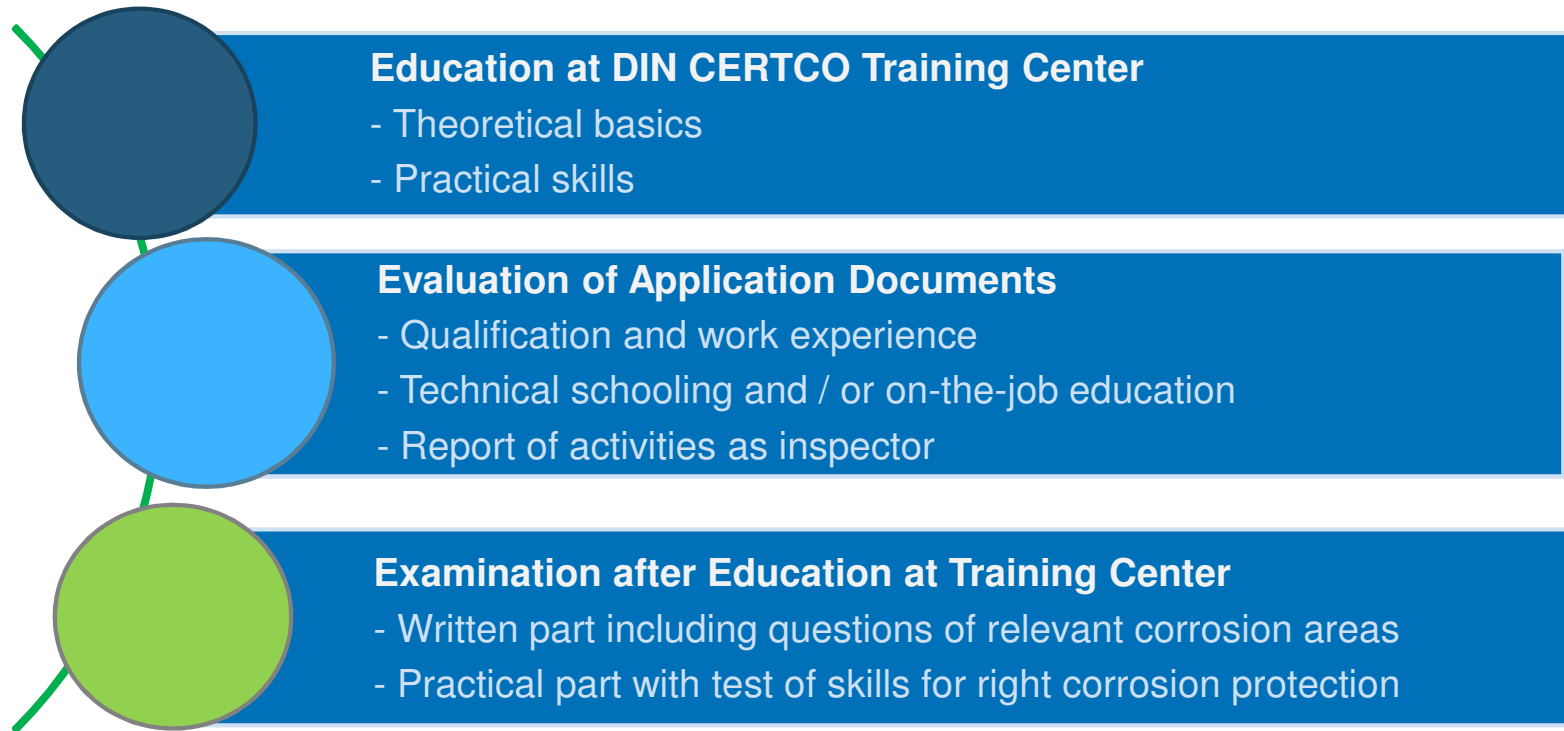 Education at DIN CERTCO Training Center
- Theoretical basics
- Practical skills
Evaluation of Application Documents
- Qualification and work experience
- Technical schooling and / or on-the-job education
- Report of activities as inspector
Examination after Education at Training Center
- Written part including questions of relevant corrosion areas
- Practical part with test of skills for right corrosion protection